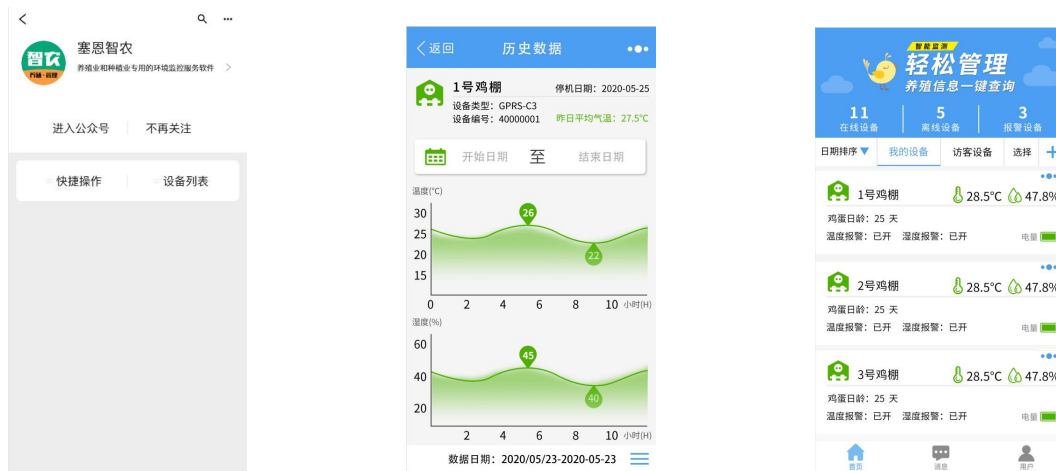 智农
养殖·种植
塞恩智农
养殖业和种植业专用的环境监控服务软件
进入公众号 不再关注
快捷操作 设备列表
返回 历史数据
1号鸡棚 停机日期：2020-05-25
设备类型：GPRS-C3
设备编号：40000001 昨日平均气温：27.5℃
开始日期 至 结束日期
温度(℃)
30
25
20
15
26
22
0 2 4 6 8 10 小时(H)
湿度(%)
60
40
20
45
40
2 4 6 8 10 小时(H)
数据日期：2020/05/23-2020-05-23
智能监测
轻松管理
养殖信息一键查询
11 5 3
在线设备 离线设备 报警设备
日期排序 我的设备 访客设备 选择
1号鸡棚 28.5℃ 47.8%
鸡蛋日龄：25 天
温度报警：已开 湿度报警：已开 电量
2号鸡棚 28.5℃ 47.8%
鸡蛋日龄：25 天
温度报警：已开 湿度报警：已开 电量
3号鸡棚 28.5℃ 47.8%
鸡蛋日龄：25 天
温度报警：已开 湿度报警：已开 电量
首页 消息 用户